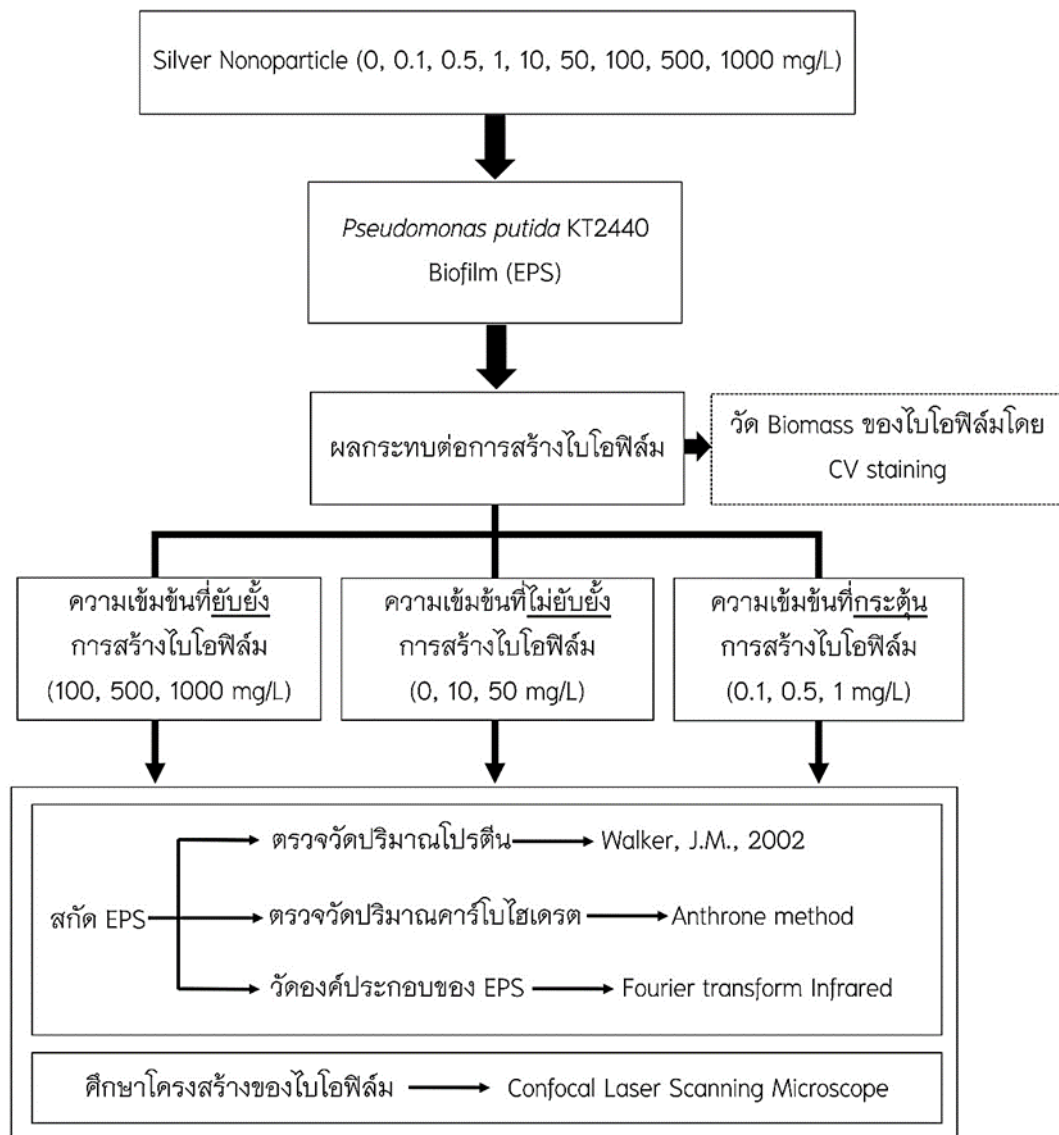 Silver Nonoparticle (0, 0.1, 0.5, 1, 10, 50, 100, 500, 1000 mg/L)
Pseudomonas putida KT2440
Biofilm (EPS)
ผลกระทบต่อการสร้างไบโอฟิล์ม
วัด Biomass ของไบโอฟิล์มโดย
CV staining
ความเข้มข้นที่ยับยั้ง
การสร้างไบโอฟิล์ม
(100, 500, 1000 mg/L)
ความเข้มข้นที่ไม่ยับยั้ง
การสร้างไบโอฟิล์ม
(0, 10, 50 mg/L)
ความเข้มข้นที่กระตุ้น
การสร้างไบโอฟิล์ม
(0.1, 0.5, 1 mg/L)
สกัด EPS
ตรวจวัดปริมาณโปรตีน
Walker, J.M., 2002
ตรวจวัดปริมาณคาร์โบไฮเดรต
Anthrone method
วัดองค์ประกอบของ EPS
Fourier transform Infrared
ศึกษาโครงสร้างของไบโอฟิล์ม
Confocal Laser Scanning Microscope